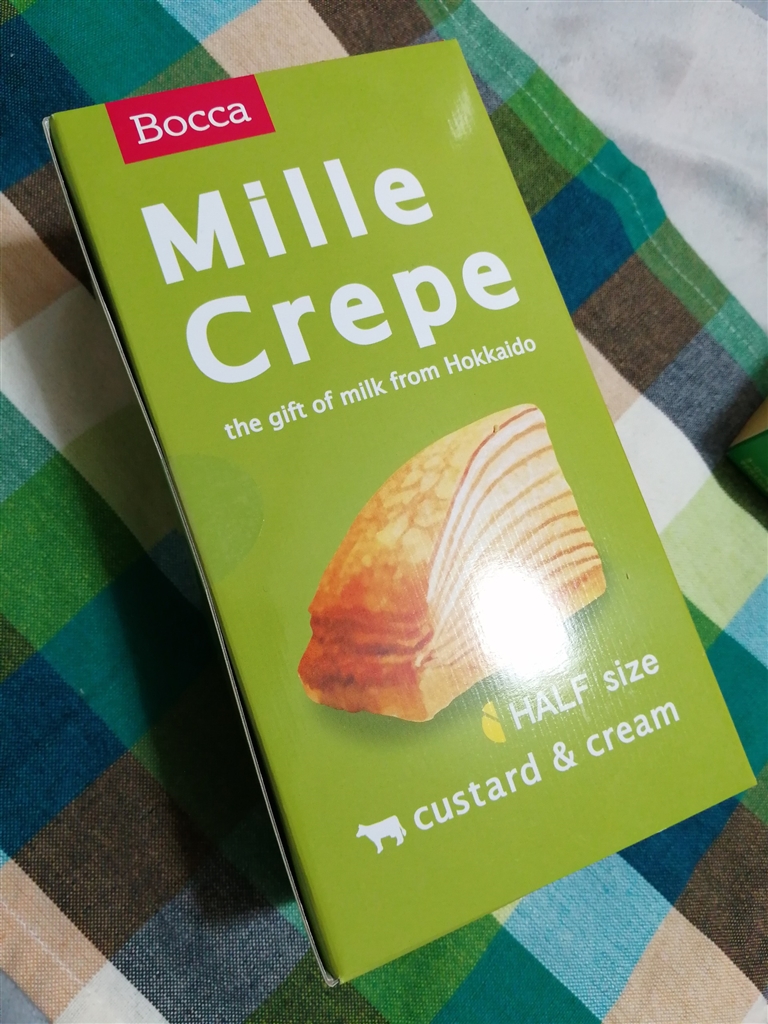 Bocca
Mille
Crepe
the gift of milk from Hokkaido
HALF size
custard & cream